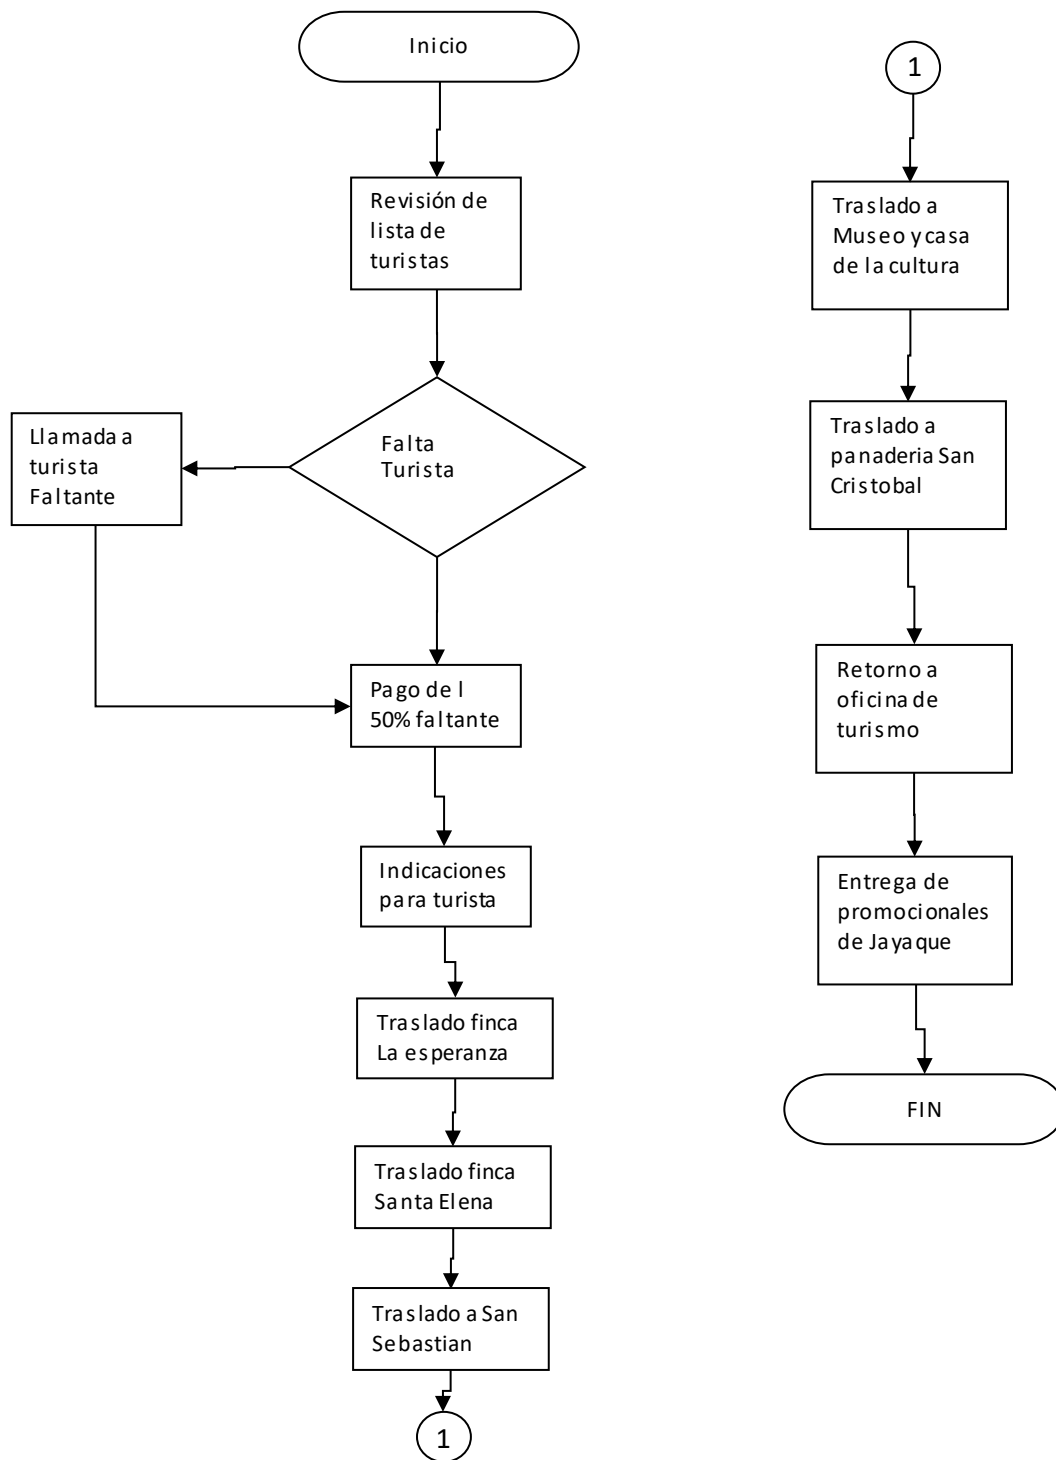 Inicio
Revisión de
lista de
turistas
Falta
Turista
Llamada a
turista
Faltante
Pago del
50% faltante
Indicaciones
para turista
Traslado finca
La esperanza
Traslado finca
Santa Elena
Traslado a San
Sebastian
1
1
Traslado a
Museo y casa
de la cultura
Traslado a
panaderia San
Cristobal
Retorno a
oficina de
turismo
Entrega de
promocionales
de Jayaque
FIN